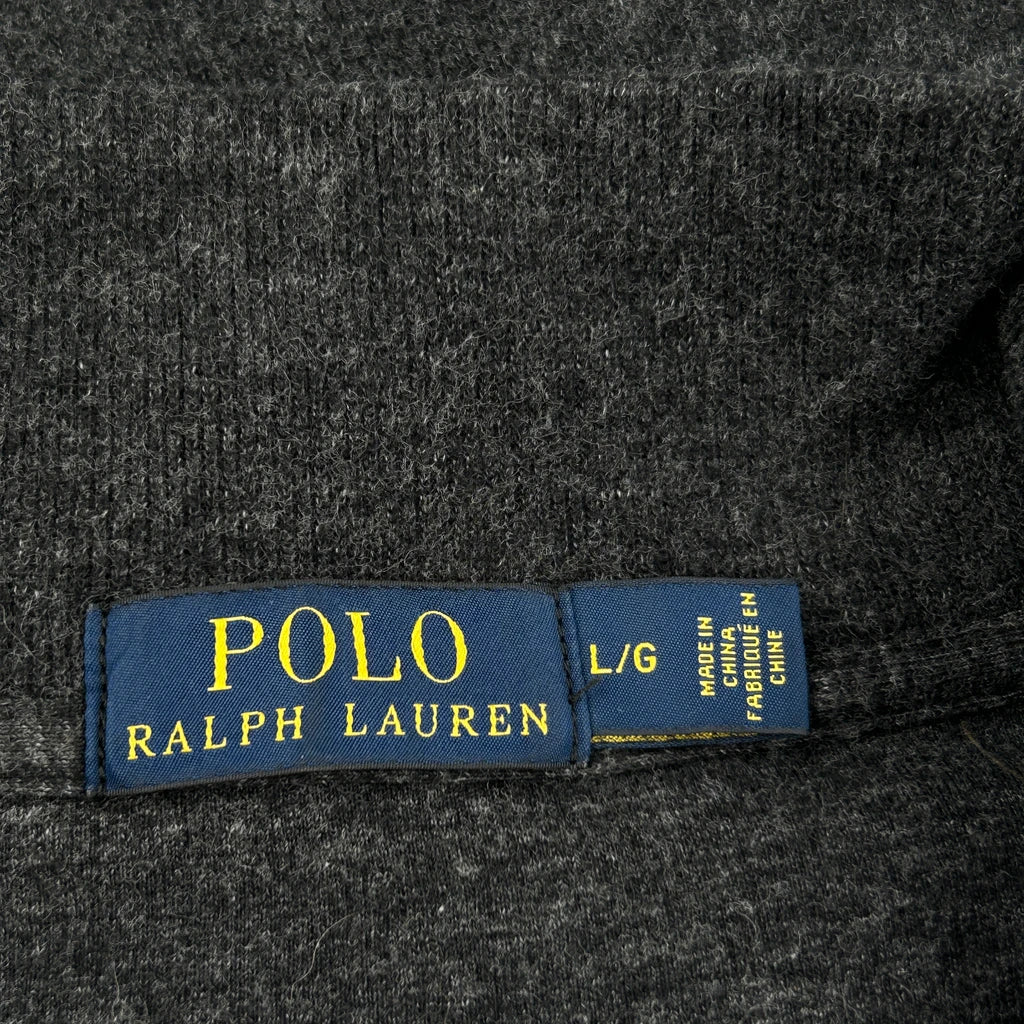 POLO
RALPH LAUREN
L/G
MADE IN
CHINA
FABRIQUÉ EN
CHINE